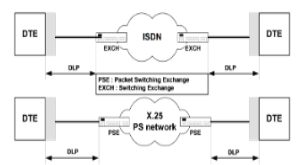 DTE
ISDN
DTE
EXCH
EXCH
DLP
DLP
PSE : Packet Switching Exchange
EXCH : Switching Exchange
DTE
X.25
PS network
DTE
PSE
PSE
DLP
DLP